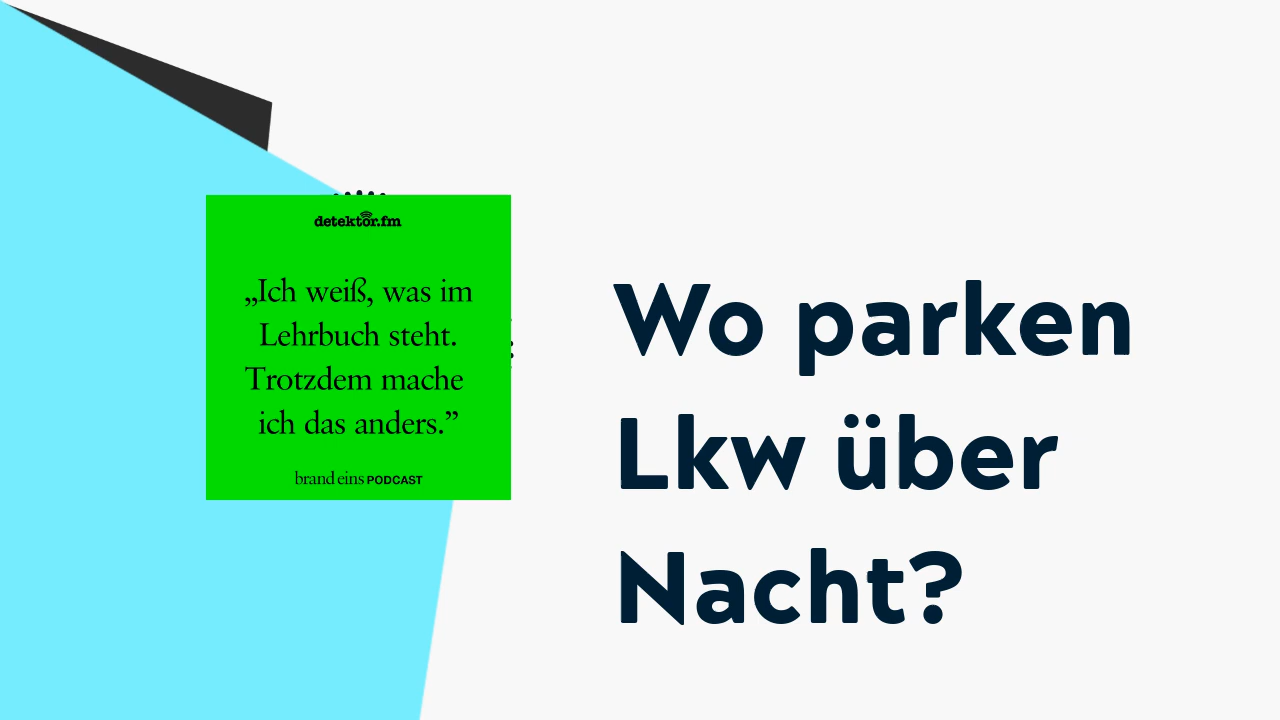 detektor.fm
„Ich weiß, was im
Lehrbuch steht.
Trotzdem mache
ich das anders.”
brand eins PODCAST
Wo parken
Lkw über
Nacht?